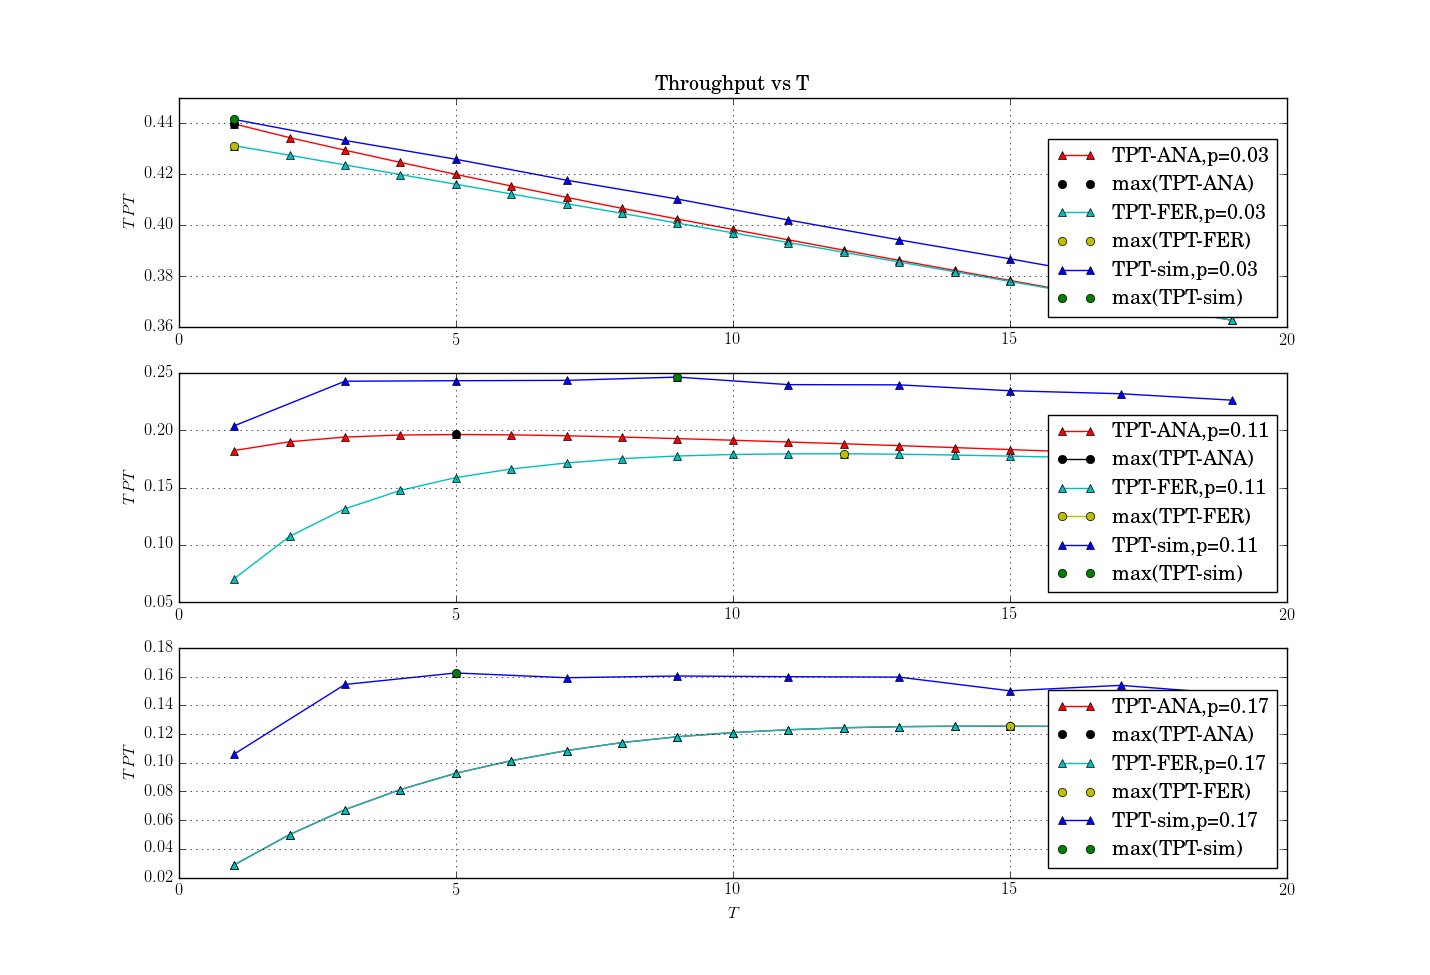 Throughput vs T
0.44
0.42
0.40
0.38
0.36
TPT
0 5 10 15 20
TPT-ANA,p=0.03
max(TPT-ANA)
TPT-FER,p=0.03
max(TPT-FER)
TPT-sim,p=0.03
max(TPT-sim)
0.25
0.20
0.15
0.10
0.05
TPT
0 5 10 15 20
TPT-ANA,p=0.11
max(TPT-ANA)
TPT-FER,p=0.11
max(TPT-FER)
TPT-sim,p=0.11
max(TPT-sim)
0.18
0.16
0.14
0.12
0.10
0.08
0.06
0.04
0.02
TPT
0 5 10 15 20
T
TPT-ANA,p=0.17
max(TPT-ANA)
TPT-FER,p=0.17
max(TPT-FER)
TPT-sim,p=0.17
max(TPT-sim)